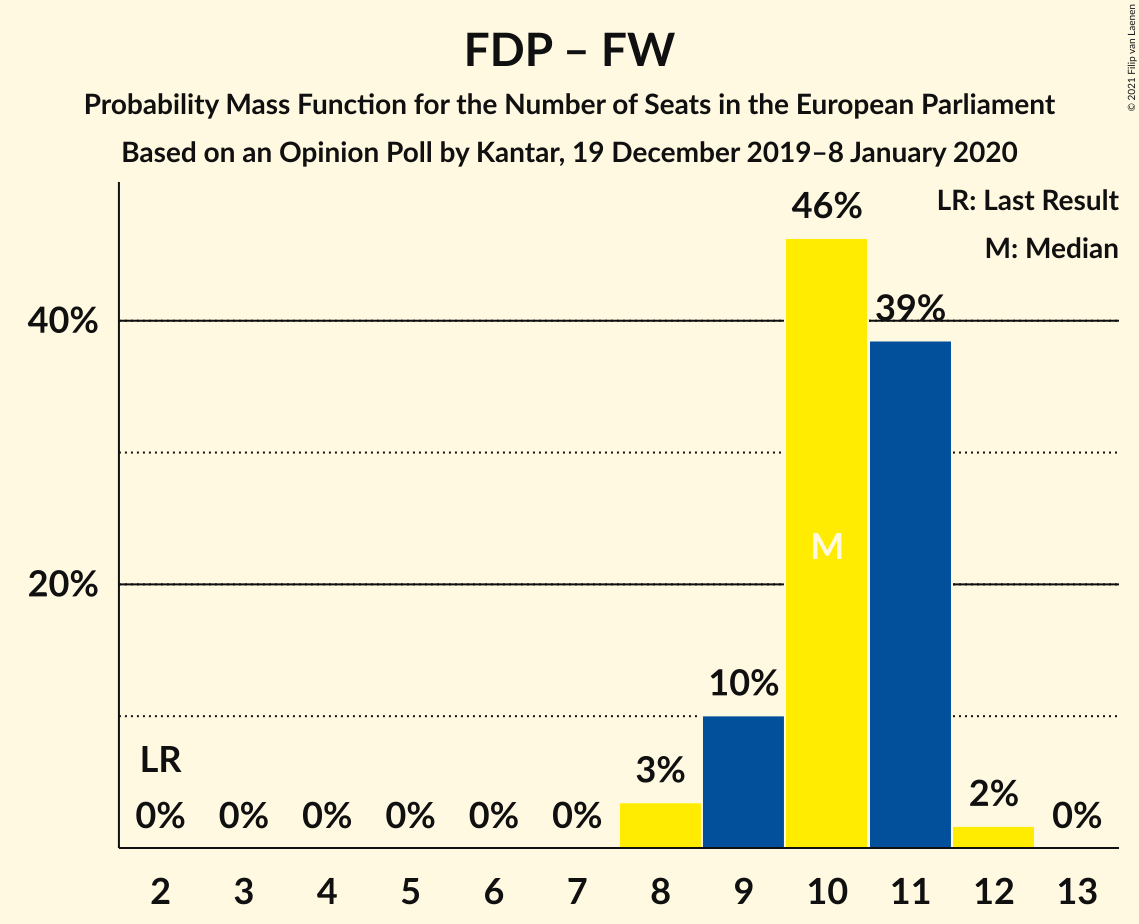 FDP – FW
Probability Mass Function for the Number of Seats in the European Parliament
Based on an Opinion Poll by Kantar, 19 December 2019–8 January 2020
© 2021 Filip van Laenen
LR: Last Result
M: Median
46%
39%
40%
M
20%
10%
LR
3%
2%
0% 0% 0% 0% 0% 0% 0%
2 3 4 5 6 7 8 9 10 11 12 13